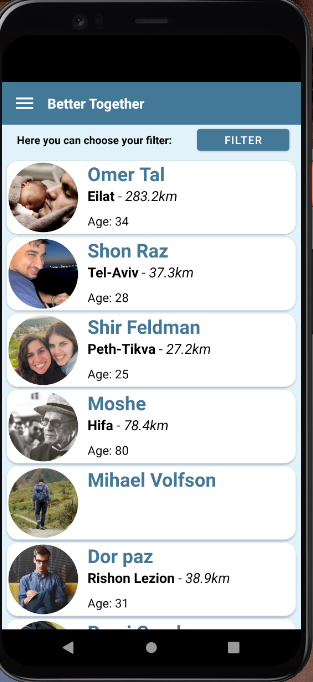 Better Together
Here you can choose your filter:
FILTER
Omer Tal
Eilat - 283.2km
Age: 34
Shon Raz
Tel-Aviv - 37.3km
Age: 28
Shir Feldman
Peth-Tikva - 27.2km
Age: 25
Moshe
Hifa - 78.4km
Age: 80
Mihael Volfson
Dor paz
Rishon Lezion - 38.9km
Age: 31